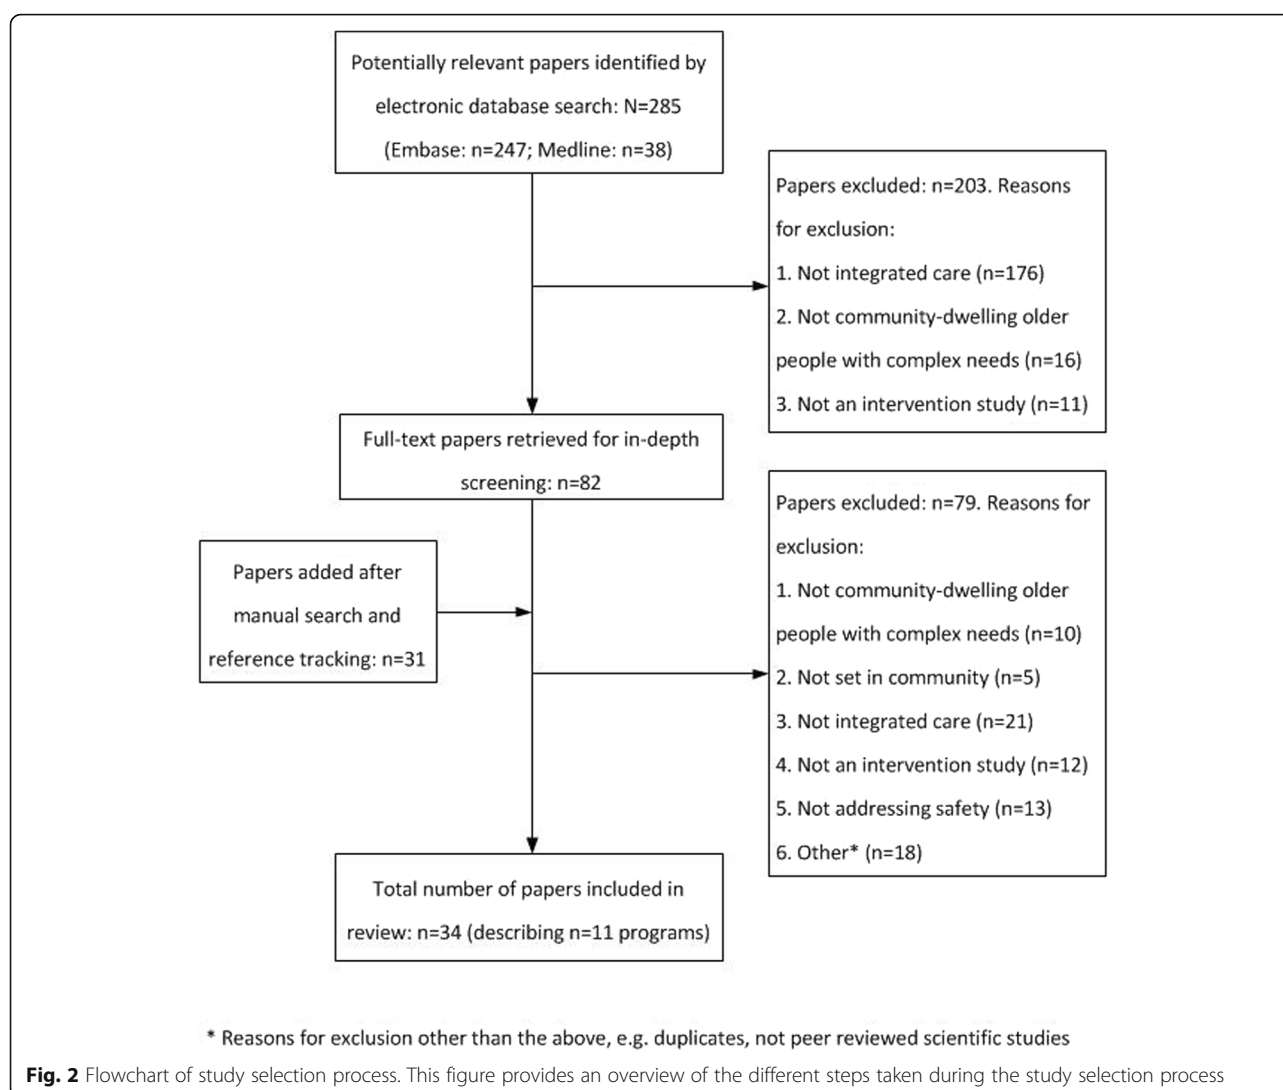 Potentially relevant papers identified by
electronic database search: N=285
(Embase: n=247; Medline: n=38)
Papers excluded: n=203. Reasons
for exclusion:
1. Not integrated care (n=176)
2. Not community-dwelling older
people with complex needs (n=16)
3. Not an intervention study (n=11)
Full-text papers retrieved for in-depth
screening: n=82
Papers added after
manual search and
reference tracking: n=31
Papers excluded: n=79. Reasons for
exclusion:
1. Not community-dwelling older
people with complex needs (n=10)
2. Not set in community (n=5)
3. Not integrated care (n=21)
4. Not an intervention study (n=12)
5. Not addressing safety (n=13)
6. Other* (n=18)
Total number of papers included in
review: n=34 (describing n=11 programs)
* Reasons for exclusion other than the above, e.g. duplicates, not peer reviewed scientific studies
Fig. 2 Flowchart of study selection process. This figure provides an overview of the different steps taken during the study selection process